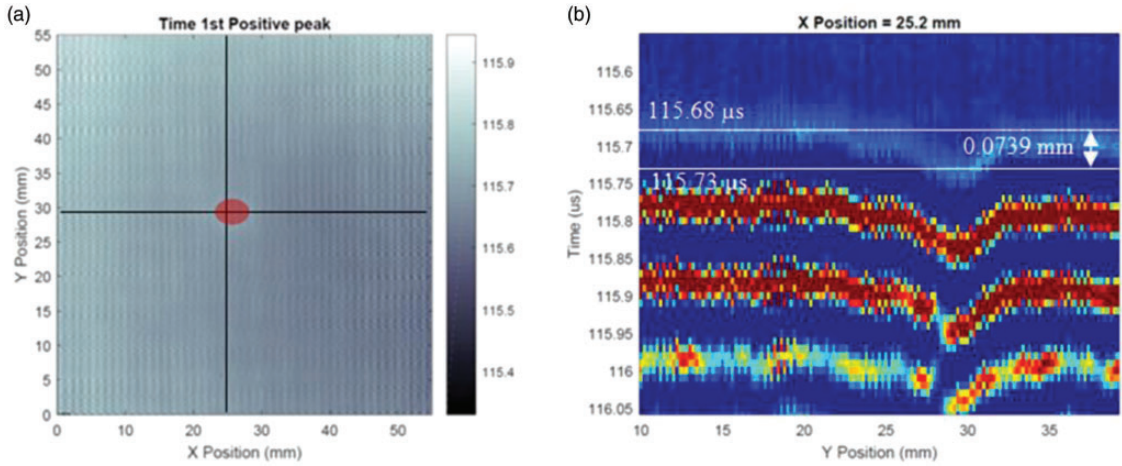 (a)
Time 1st Positive peak
55
50
45
40
35
30
25
20
15
10
5
0
Y Position (mm)
0 10 20 30 40 50
X Position (mm)
115.9
115.8
115.7
115.6
115.5
115.4
(b)
X Position = 25.2 mm
115.6
115.65
115.7
115.75
115.8
115.85
115.9
115.95
116
116.05
Time (us)
115.68 µs
0.0739 mm
115.73 µs
10 15 20 25 30 35
Y Position (mm)